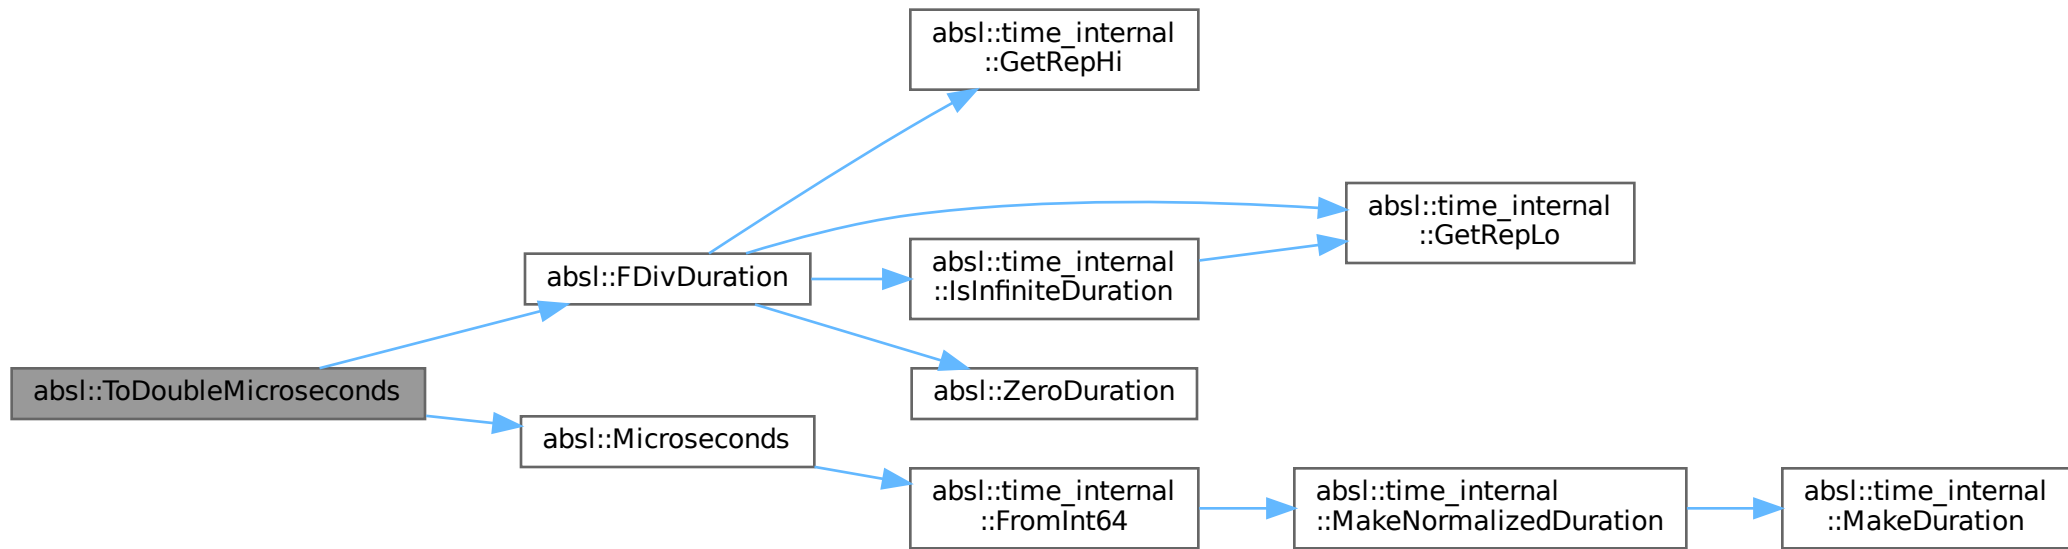 absl::time_internal
::GetRepHi
absl::time_internal
::GetRepLo
absl::FDivDuration
absl::time_internal
::IsInfiniteDuration
absl::ToDoubleMicroseconds
absl::ZeroDuration
absl::Microseconds
absl::time_internal
::FromInt64
absl::time_internal
::MakeNormalizedDuration
absl::time_internal
::MakeDuration